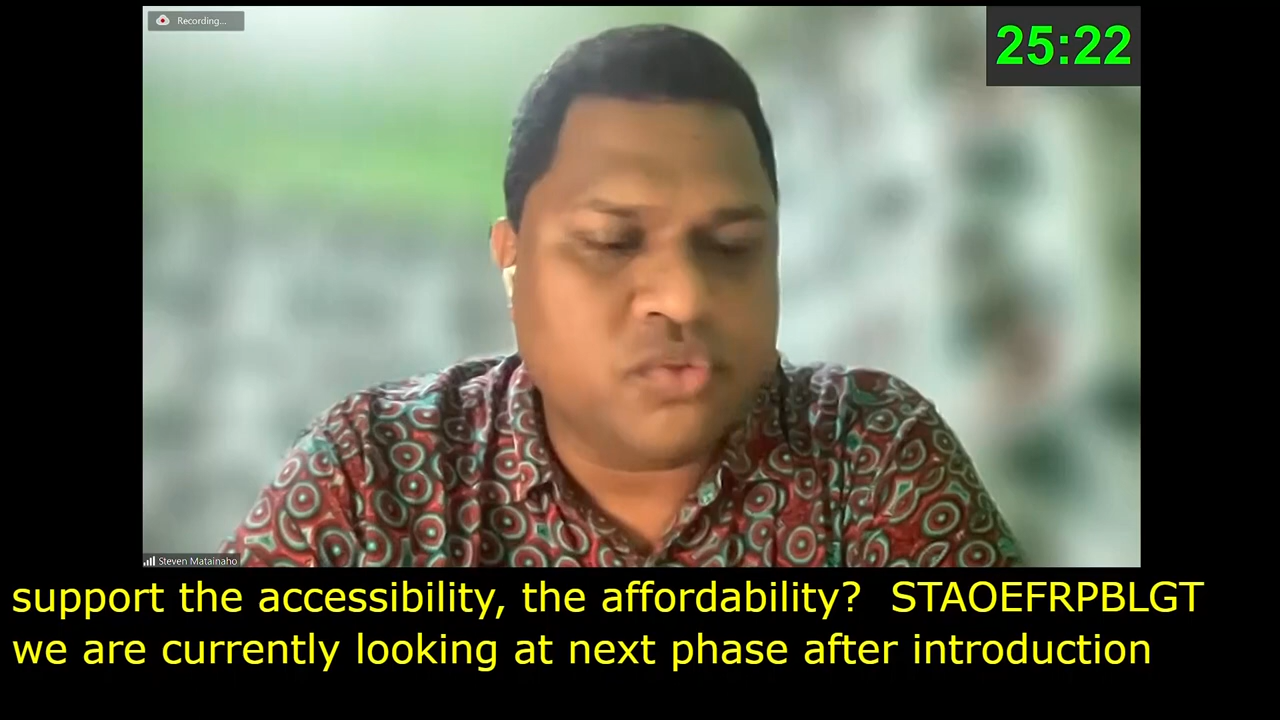 Recording...
25:22
Steven Matainaho
support the accessibility, the affordability?  STAOEFRPBLGT
we are currently looking at next phase after introduction